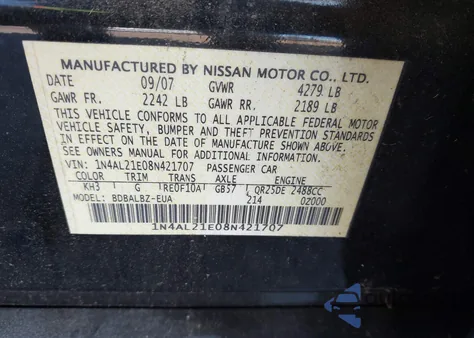 MANUFACTURED BY NISSAN MOTOR CO., LTD.
DATE 09/07 GVWR 4279 LB
GAWR FR. 2242 LB GAWR RR. 2189 LB
THIS VEHICLE CONFORMS TO ALL APPLICABLE FEDERAL MOTOR
VEHICLE SAFETY, BUMPER AND THEFT PREVENTION STANDARDS
IN EFFECT ON THE DATE OF MANUFACTURE SHOWN ABOVE.
SEE OWNERS MANUAL FOR ADDITIONAL INFORMATION.
VIN: 1N4AL21E08N421707 PASSENGER CAR
COLOR TRIM TRANS AXLE ENGINE
KH3 G RE0F10A GB57 QR25DE 2488CC
MODEL: BDBALBZ-EUA 214 0Z000
1N4AL21E08N421707